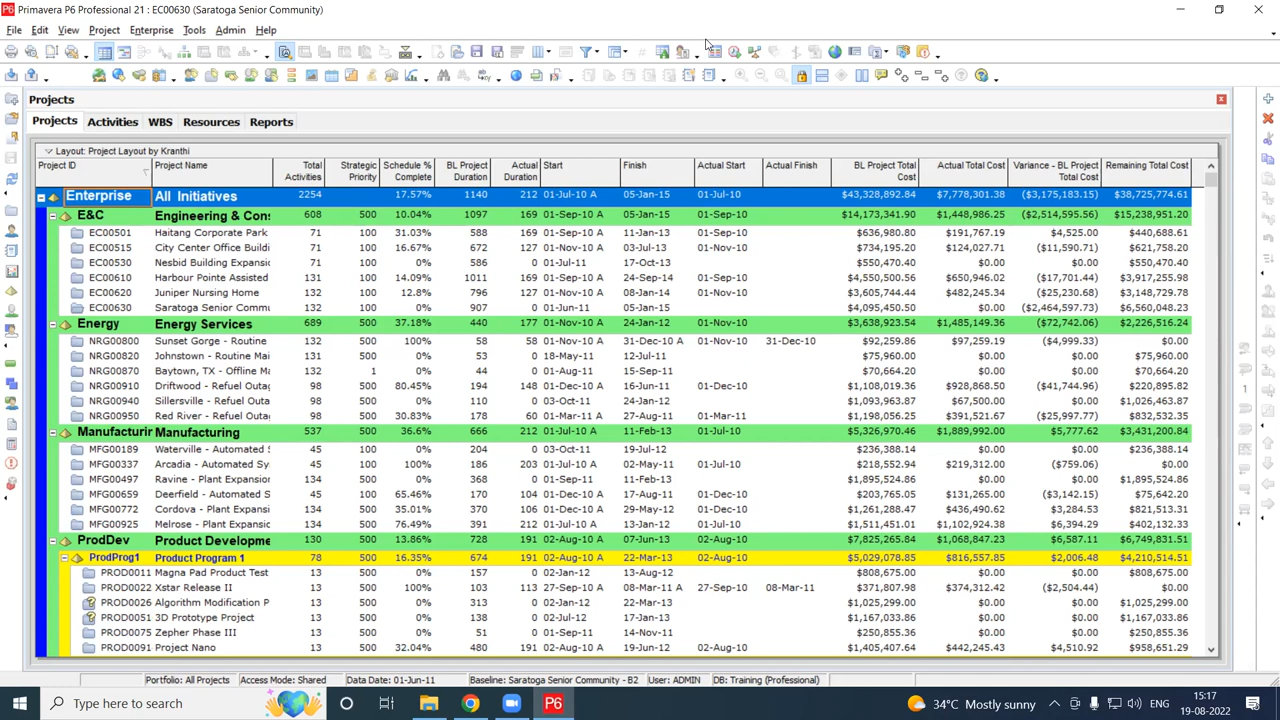 Primavera P6 Professional 21 : EC00630 (Saratoga Senior Community)
File Edit View Project Enterprise Tools Admin Help
Projects
Projects Activities WBS Resources Reports
Layout: Project Layout by Kranthi
Project ID Project Name Total Activities Strategic Priority Schedule % Complete BL Project Duration Actual Duration Start Finish Actual Start Actual Finish BL Project Total Cost Actual Total Cost Variance - BL Project Total Cost Remaining Total Cost
Enterprise All Initiatives 2254 17.57% 1140 212 01-Jul-10 A 05-Jan-15 01-Jul-10 $43,328,892.84 $7,778,301.38 ($3,175,183.15) $38,725,774.61
E&C Engineering & Cons 608 500 10.04% 1097 169 01-Sep-10 A 05-Jan-15 01-Sep-10 $14,173,341.90 $1,448,986.25 ($2,514,595.56) $15,238,951.20
EC00501 Haitang Corporate Park 71 100 31.03% 588 169 01-Sep-10 A 11-Jan-13 01-Sep-10 $636,980.80 $191,767.19 $4,525.00 $440,688.61
EC00515 City Center Office Buildi 71 100 16.67% 672 127 01-Nov-10 A 03-Jul-13 01-Nov-10 $734,195.20 $124,027.71 ($11,590.71) $621,758.20
EC00530 Nesbid Building Expansi 71 100 0% 586 0 01-Jul-11 17-Oct-13 $550,470.40 $0.00 $0.00 $550,470.40
EC00610 Harbour Pointe Assisted 131 100 14.09% 1011 169 01-Sep-10 A 24-Sep-14 01-Sep-10 $4,550,500.56 $650,946.02 ($17,701.44) $3,917,255.98
EC00620 Juniper Nursing Home 132 100 12.8% 796 127 01-Nov-10 A 08-Jan-14 01-Nov-10 $3,605,744.44 $482,245.34 ($25,230.68) $3,148,729.78
EC00630 Saratoga Senior Commu 132 100 0% 907 0 01-Jun-11 05-Jan-15 $4,095,450.50 $0.00 ($2,464,597.73) $6,560,048.23
Energy Energy Services 689 500 37.18% 440 177 01-Nov-10 A 24-Jan-12 01-Nov-10 $3,638,923.54 $1,485,149.36 ($72,742.06) $2,226,516.24
NRG00800 Sunset Gorge - Routine 132 500 100% 58 58 01-Nov-10 A 31-Dec-10 A 01-Nov-10 31-Dec-10 $92,259.86 $97,259.19 ($4,999.33) $0.00
NRG00820 Johnstown - Routine Mai 131 500 0% 53 0 18-May-11 12-Jul-11 $75,960.00 $0.00 $0.00 $75,960.00
NRG00870 Baytown, TX - Offline Ma 132 1 0% 44 0 01-Aug-11 15-Sep-11 $70,664.20 $0.00 $0.00 $70,664.20
NRG00910 Driftwood - Refuel Outag 98 500 80.45% 194 148 01-Dec-10 A 16-Jun-11 01-Dec-10 $1,108,019.36 $928,868.50 ($41,744.96) $220,895.82
NRG00940 Sillersville - Refuel Outa 98 500 0% 191 0 03-Oct-11 24-Jan-12 $1,093,963.87 $67,500.00 $0.00 $1,026,463.87
NRG00950 Red River - Refuel Outag 98 500 30.83% 178 60 01-Mar-11 A 27-Aug-11 01-Mar-11 $1,198,056.25 $391,521.67 ($25,997.77) $832,532.35
Manufacturir Manufacturing 537 500 36.6% 666 212 01-Jul-10 A 11-Feb-13 01-Jul-10 $5,326,970.46 $1,889,992.00 $5,777.62 $3,431,200.84
MFG00189 Waterville - Automated S 45 100 0% 204 0 03-Oct-11 19-Jul-12 $236,388.14 $0.00 $0.00 $236,388.14
MFG00337 Arcadia - Automated Sy 45 100 100% 186 203 01-Jul-10 A 02-May-11 01-Jul-10 $218,552.94 $219,312.00 ($759.06) $0.00
MFG00497 Ravine - Plant Expansion 134 500 0% 368 0 01-Sep-11 11-Feb-13 $1,895,524.86 $0.00 $0.00 $1,895,524.86
MFG00659 Deerfield - Automated S 45 100 65.46% 170 104 01-Dec-10 A 17-Aug-11 01-Dec-10 $203,765.05 $131,265.00 ($3,142.15) $75,642.20
MFG00772 Cordova - Plant Expansi 134 500 35.01% 370 106 01-Dec-10 A 29-May-12 01-Dec-10 $1,261,288.47 $436,490.62 $3,284.53 $821,513.31
MFG00925 Melrose - Plant Expansic 134 500 76.49% 391 212 01-Jul-10 A 13-Jan-12 01-Jul-10 $1,511,451.01 $1,102,924.38 $6,394.29 $402,132.33
ProdDev Product Developme 130 500 13.86% 728 212 02-Aug-10 A 17-Jun-13 02-Aug-10 $7,825,265.84 $1,068,847.23 $6,587.11 $6,749,831.51
ProdProg1 Product Program 1 78 500 16.35% 674 191 02-Aug-10 A 22-Mar-13 02-Aug-10 $5,029,078.85 $816,557.85 $2,006.48 $4,210,514.51
PROD0011 Magna Pad Product Test 13 500 0% 157 0 02-Jan-12 13-Aug-12 $808,675.00 $0.00 $0.00 $808,675.00
PROD0022 Xstar Release II 13 500 100% 103 113 27-Sep-10 A 08-Mar-11 A 27-Sep-10 08-Mar-11 $371,807.98 $374,312.42 ($2,504.44) $0.00
PROD0026 Algorithm Modification P 13 500 0% 313 0 02-Jan-12 22-Mar-13 $1,025,299.00 $0.00 $0.00 $1,025,299.00
PROD0051 3D Prototype Project 13 500 0% 138 0 02-Jul-12 17-Jan-13 $1,167,033.86 $0.00 $0.00 $1,167,033.86
PROD0075 Zepher Phase III 13 500 0% 51 0 01-Sep-11 14-Nov-11 $250,855.36 $0.00 $0.00 $250,855.36
PROD0091 Project Nano 13 500 32.04% 480 191 02-Aug-10 A 19-Jun-12 02-Aug-10 $1,405,407.64 $442,245.43 $4,510.92 $958,651.29
Portfolio: All Projects Access Mode: Shared Data Date: 01-Jun-11 Baseline: Saratoga Senior Community - B2 User: ADMIN DB: Training (Professional)
Type here to search P6 34°C Mostly sunny ENG 15:17
19-08-2022